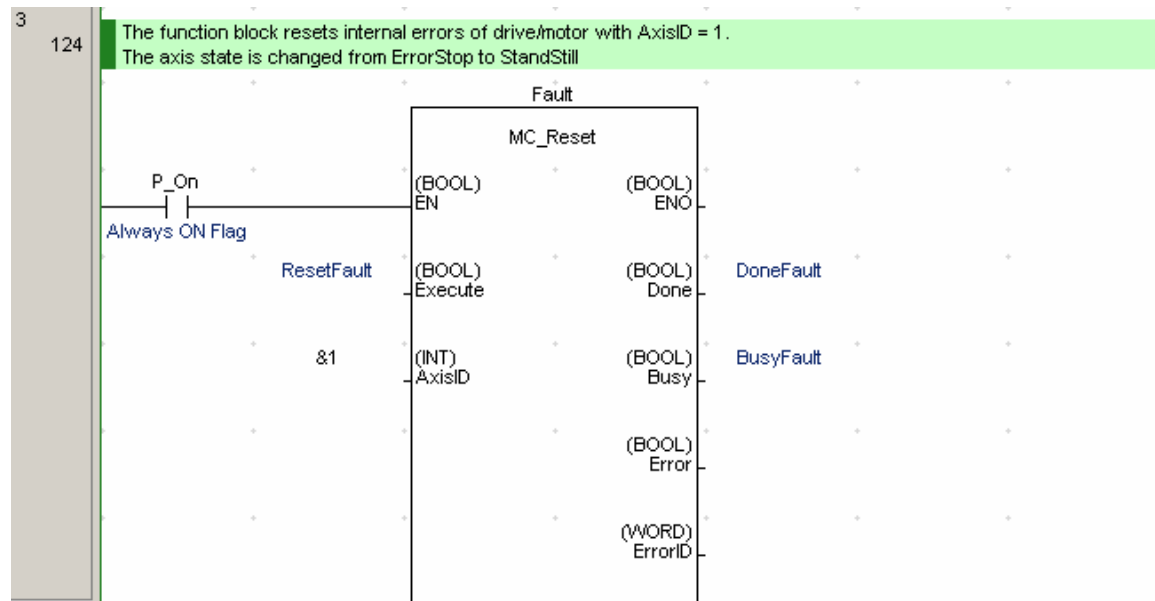 3
124
The function block resets internal errors of drive/motor with AxisID = 1.
The axis state is changed from ErrorStop to StandStill
Fault
MC_Reset
P_On
(BOOL)
EN
(BOOL)
ENO
Always ON Flag
ResetFault
(BOOL)
Execute
(BOOL)
Done
DoneFault
&1
(INT)
AxisID
(BOOL)
Busy
BusyFault
(BOOL)
Error
(WORD)
ErrorID